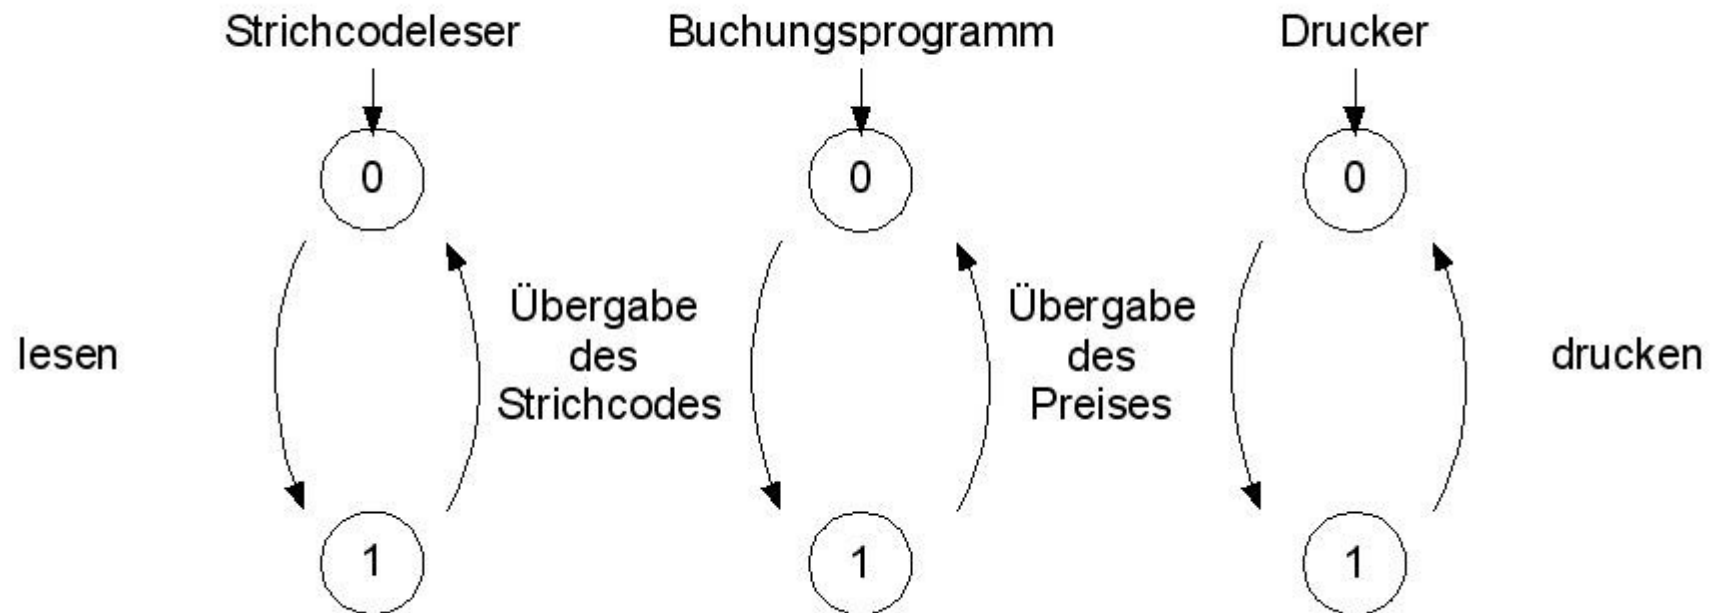 Strichcodeleser
Buchungsprogramm
Drucker
0
0
0
lesen
Übergabe
des
Strichcodes
Übergabe
des
Preises
drucken
1
1
1